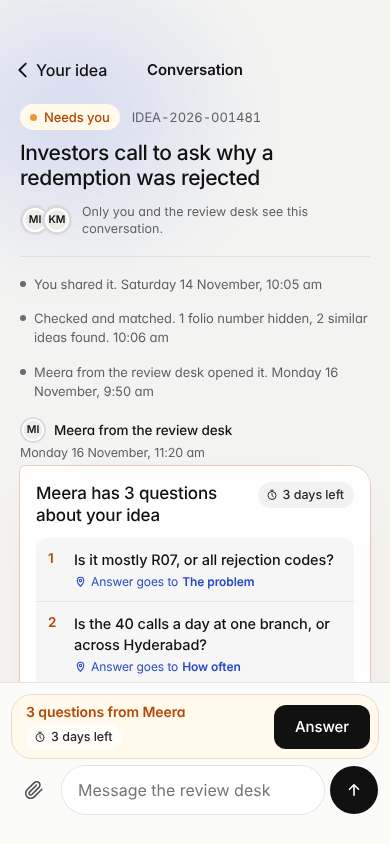 Your idea
Conversation
Needs you
IDEA-2026-001481
Investors call to ask why a
redemption was rejected
MI KM
Only you and the review desk see this
conversation.
You shared it. Saturday 14 November, 10:05 am
Checked and matched. 1 folio number hidden, 2 similar
ideas found. 10:06 am
Meera from the review desk opened it. Monday 16
November, 9:50 am
MI Meera from the review desk
Monday 16 November, 11:20 am
Meera has 3 questions
about your idea
3 days left
1 Is it mostly R07, or all rejection codes?
Answer goes to The problem
2 Is the 40 calls a day at one branch, or
across Hyderabad?
Answer goes to How often
3 questions from Meera
3 days left
Answer
Message the review desk